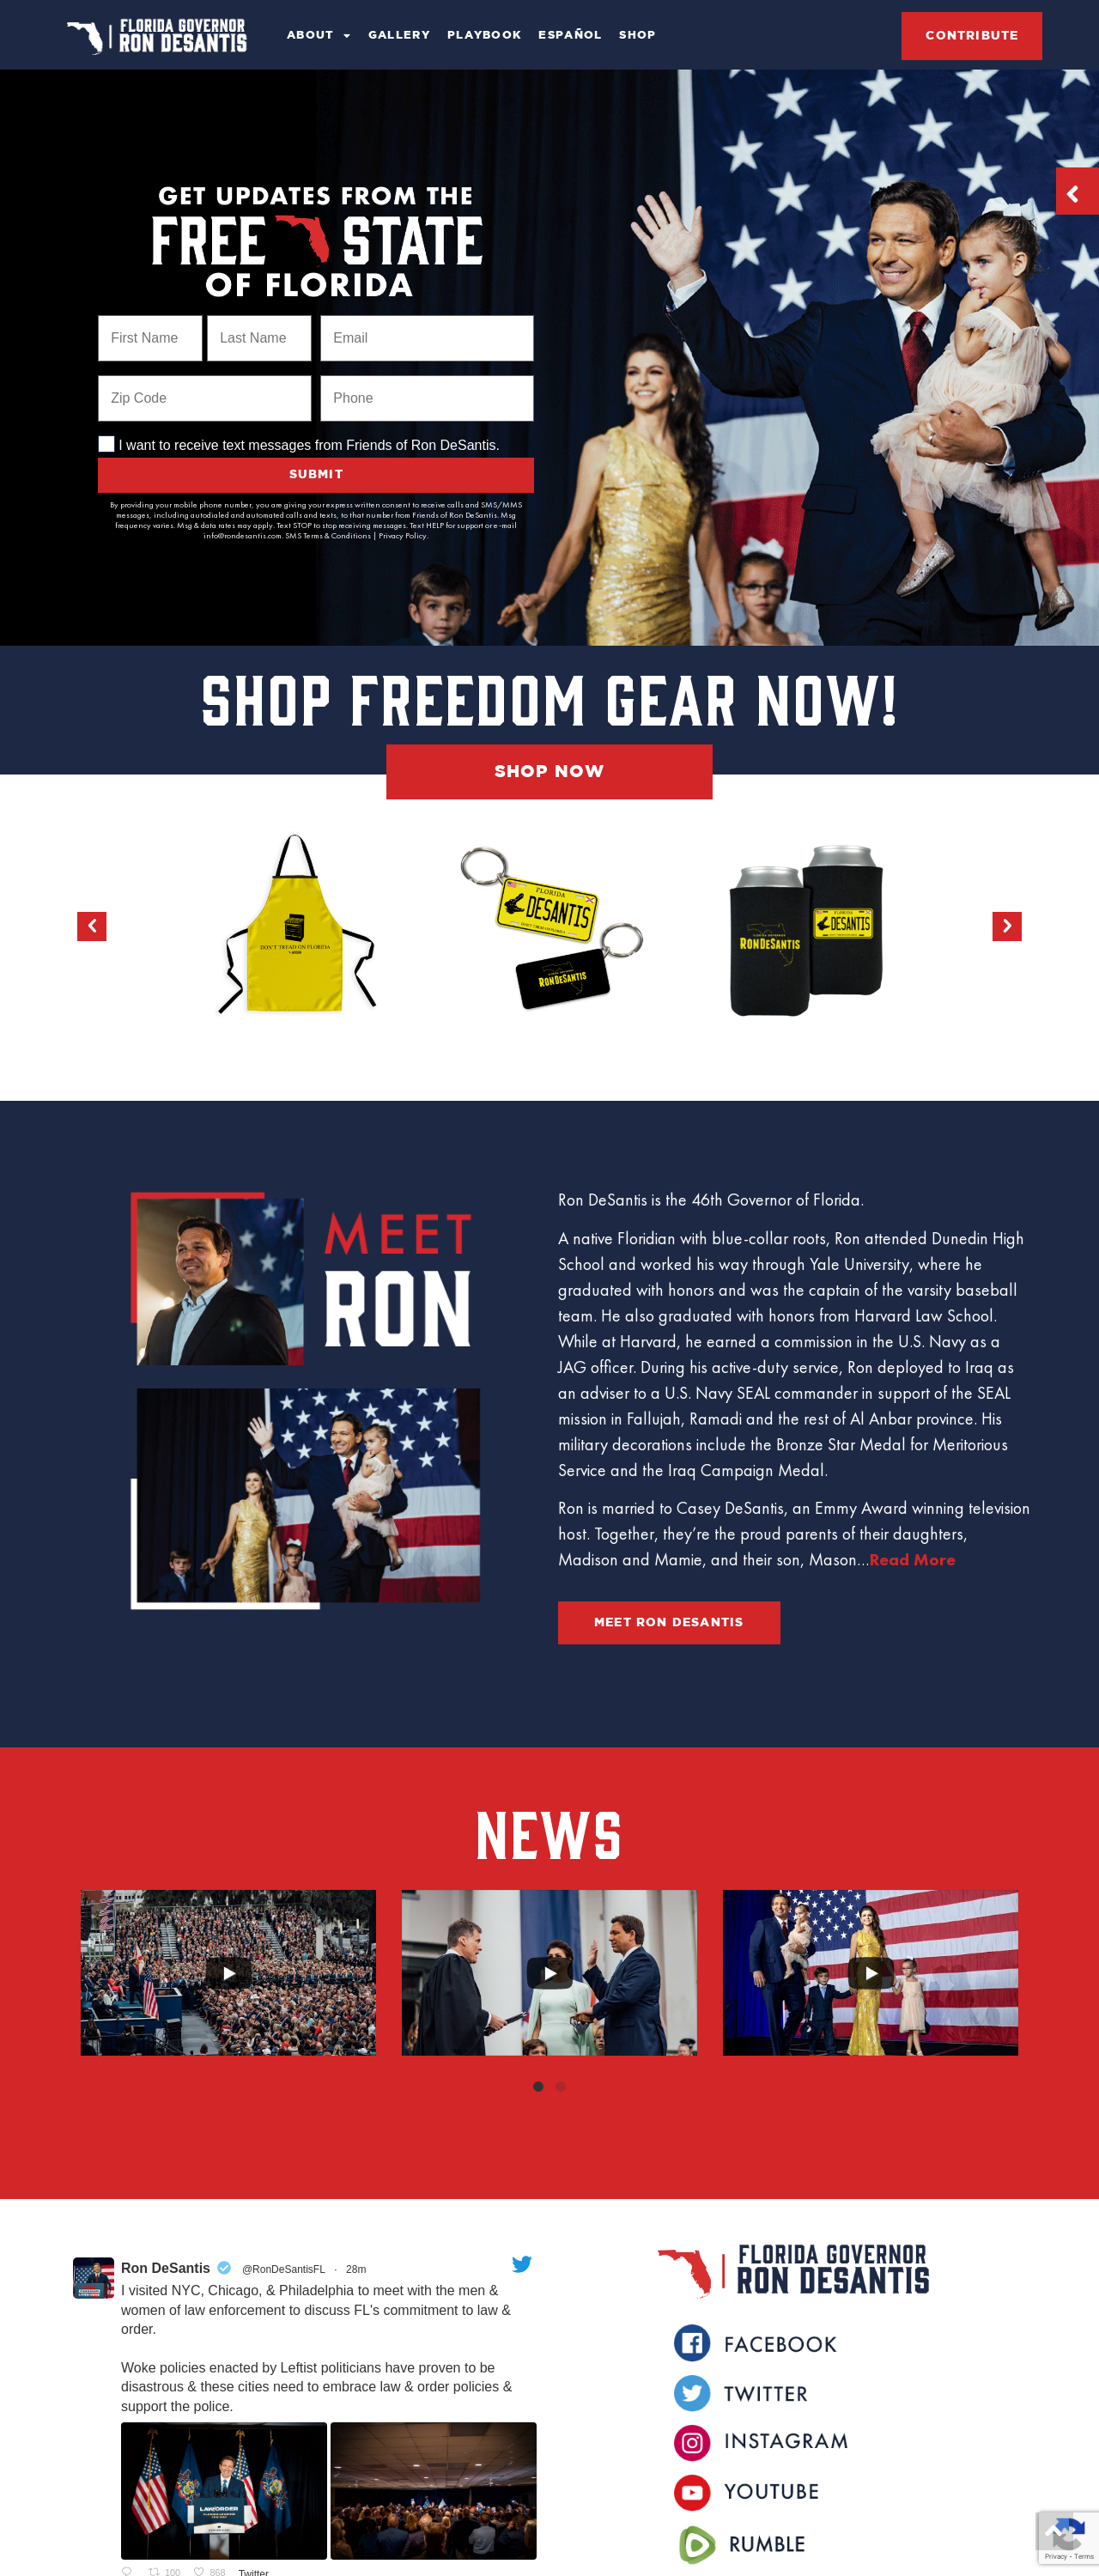 FLORIDA GOVERNOR
RON DESANTIS
ABOUT GALLERY PLAYBOOK ESPAÑOL SHOP
CONTRIBUTE
GET UPDATES FROM THE
FREE STATE
OF FLORIDA
First Name Last Name Email
Zip Code Phone
I want to receive text messages from Friends of Ron DeSantis.
SUBMIT
By providing your mobile phone number, you are giving your express written consent to receive calls and SMS/MMS
messages, including autodialed and automated calls and texts, to that number from Friends of Ron DeSantis. Msg
frequency varies. Msg & data rates may apply. Text STOP to stop receiving messages. Text HELP for support or e-mail
info@rondesantis.com. SMS Terms & Conditions | Privacy Policy.
SHOP FREEDOM GEAR NOW!
SHOP NOW
DON'T TREAD ON FLORIDA
FLORIDA
DESANTIS
RON DESANTIS
FLORIDA GOVERNOR
RON DESANTIS
FLORIDA
DESANTIS
MEET
RON
Ron DeSantis is the 46th Governor of Florida.
A native Floridian with blue-collar roots, Ron attended Dunedin High
School and worked his way through Yale University, where he
graduated with honors and was the captain of the varsity baseball
team. He also graduated with honors from Harvard Law School.
While at Harvard, he earned a commission in the U.S. Navy as a
JAG officer. During his active-duty service, Ron deployed to Iraq as
an adviser to a U.S. Navy SEAL commander in support of the SEAL
mission in Fallujah, Ramadi and the rest of Al Anbar province. His
military decorations include the Bronze Star Medal for Meritorious
Service and the Iraq Campaign Medal.
Ron is married to Casey DeSantis, an Emmy Award winning television
host. Together, they’re the proud parents of their daughters,
Madison and Mamie, and their son, Mason...Read More
MEET RON DESANTIS
NEWS
Ron DeSantis @RonDeSantisFL · 28m
I visited NYC, Chicago, & Philadelphia to meet with the men &
women of law enforcement to discuss FL's commitment to law &
order.
Woke policies enacted by Leftist politicians have proven to be
disastrous & these cities need to embrace law & order policies &
support the police.
LAW&ORDER
100 868 Twitter
FLORIDA GOVERNOR
RON DESANTIS
FACEBOOK
TWITTER
INSTAGRAM
YOUTUBE
RUMBLE
Privacy - Terms